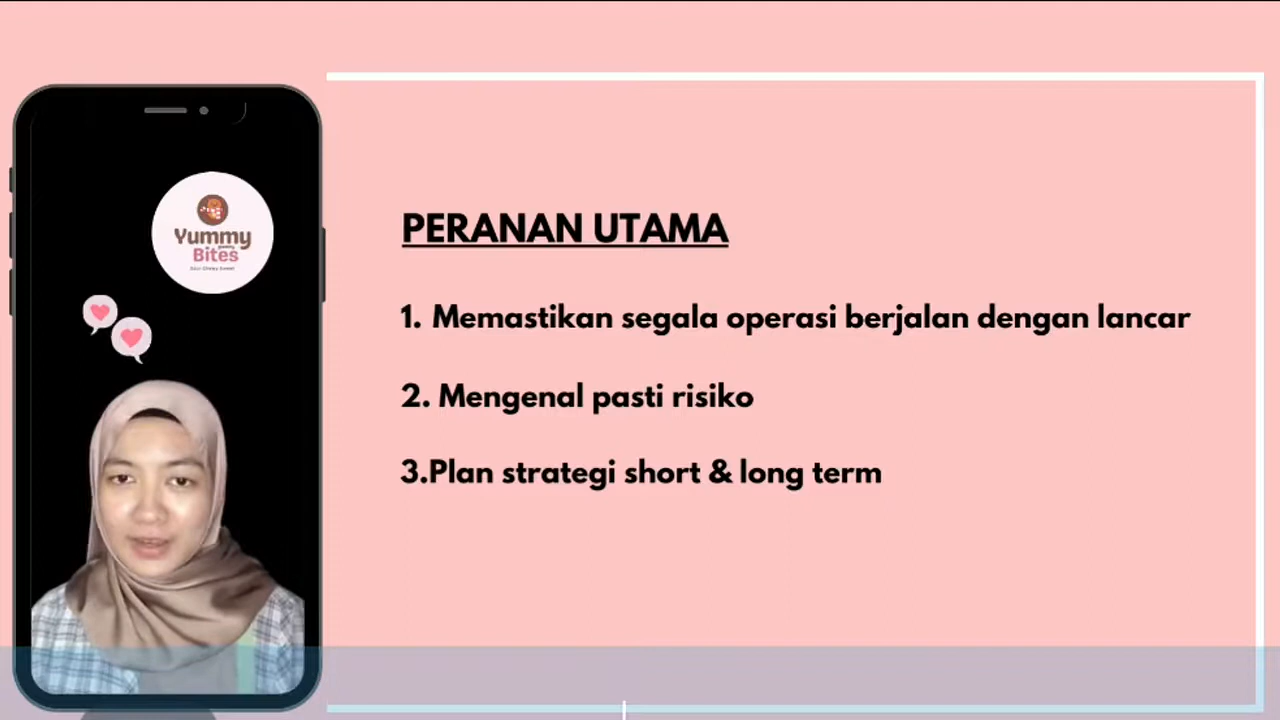 Yummy
Bites
PERANAN UTAMA
1. Memastikan segala operasi berjalan dengan lancar
2. Mengenal pasti risiko
3.Plan strategi short & long term